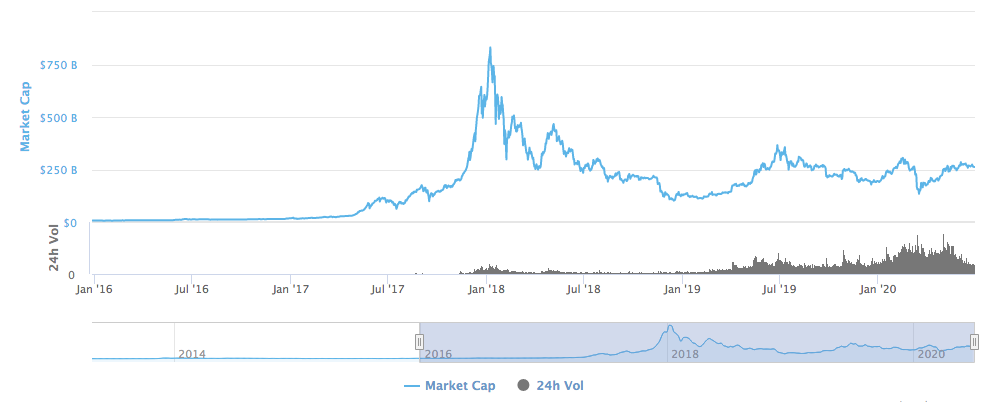 $750 B
$500 B
$250 B
$0
Market Cap
24h Vol
0
Jan '16 Jul '16 Jan '17 Jul '17 Jan '18 Jul '18 Jan '19 Jul '19 Jan '20
2014 2016 2018 2020
Market Cap 24h Vol